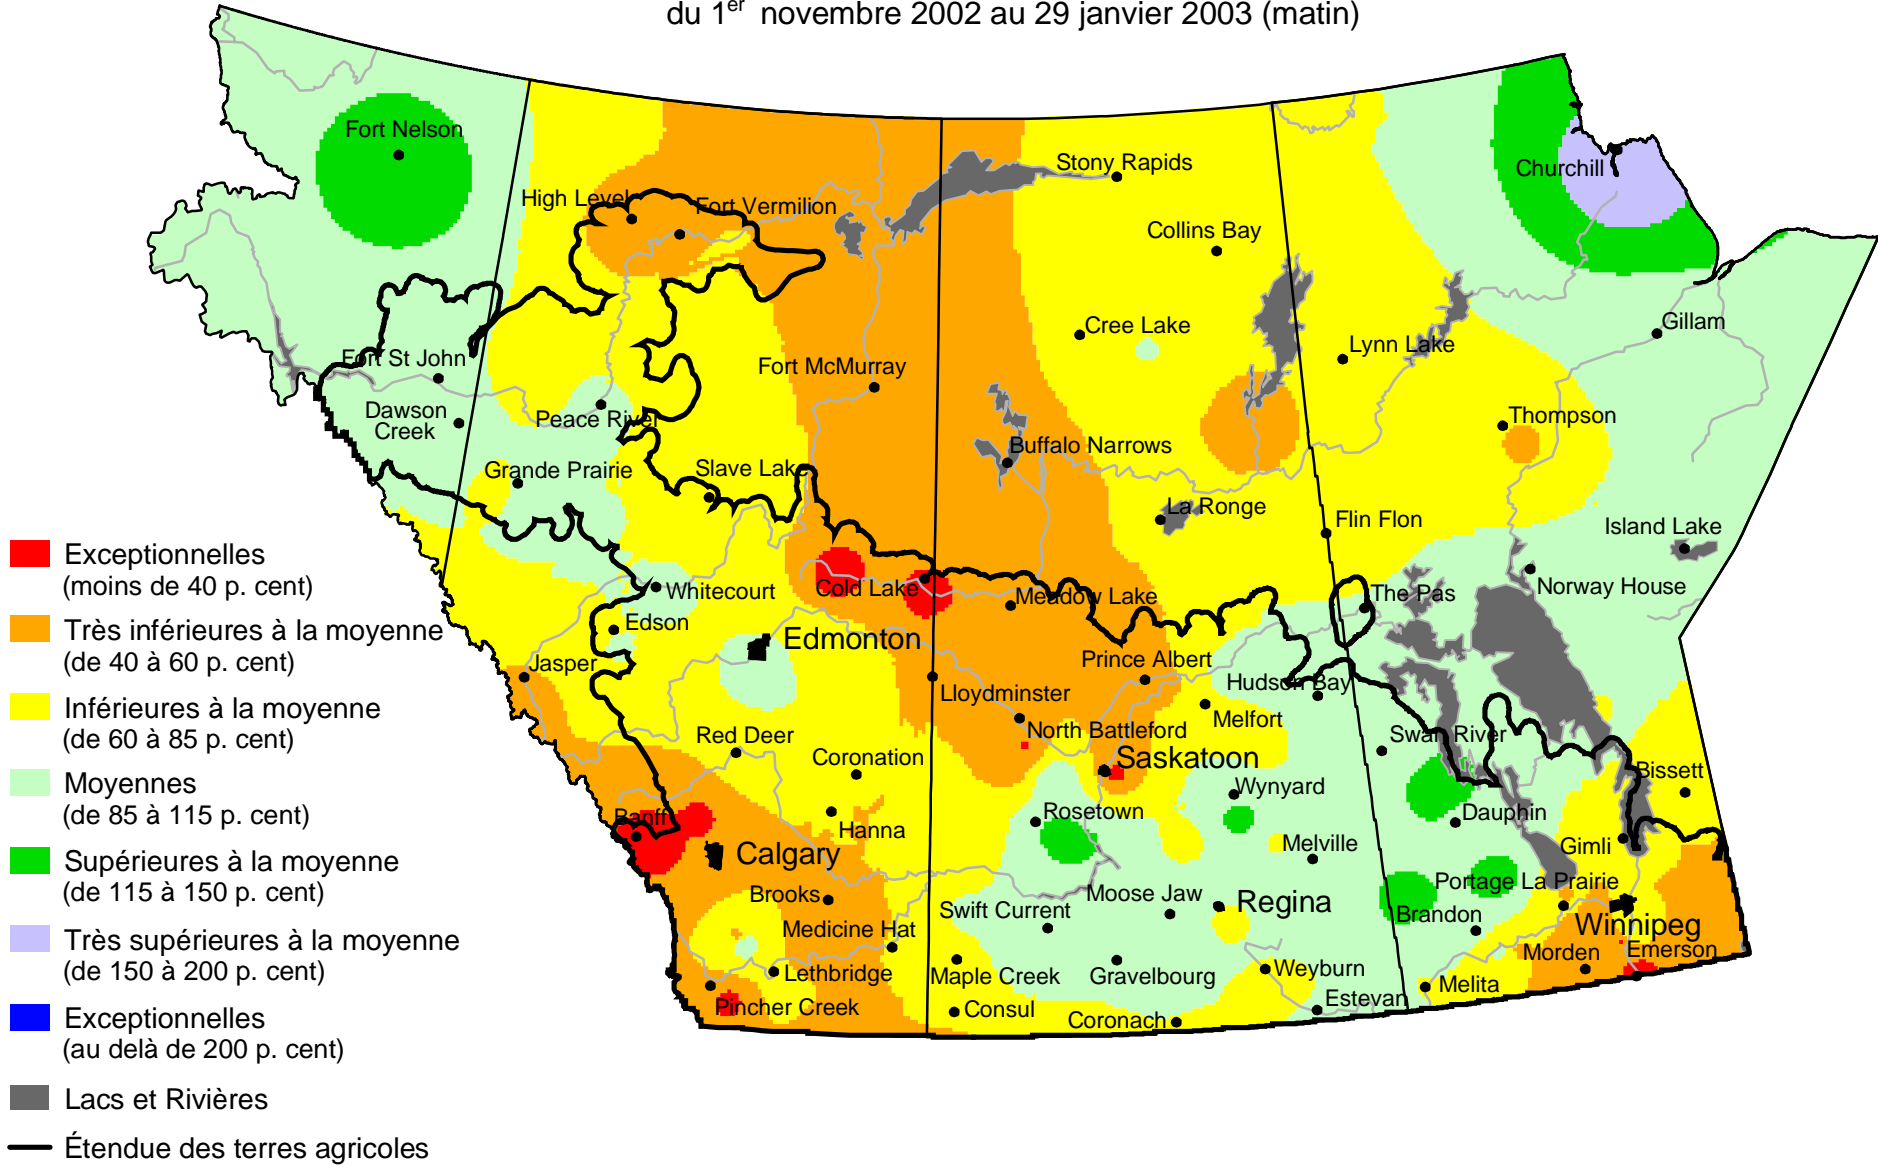 du 1er novembre 2002 au 29 janvier 2003 (matin)
Fort Nelson
Churchill
Stony Rapids
High Level
Fort Vermilion
Collins Bay
Gillam
Cree Lake
Lynn Lake
Fort St John
Fort McMurray
Dawson
Creek
Peace River
Thompson
Buffalo Narrows
Grande Prairie
Slave Lake
La Ronge
Flin Flon
Island Lake
Exceptionnelles
(moins de 40 p. cent)
Cold Lake
Whitecourt
Meadow Lake
The Pas
Norway House
Très inférieures à la moyenne
(de 40 à 60 p. cent)
Edson
Edmonton
Jasper
Prince Albert
Hudson Bay
Lloydminster
Inférieures à la moyenne
(de 60 à 85 p. cent)
Melfort
North Battleford
Red Deer
Swan River
Coronation
Saskatoon
Bissett
Moyennes
(de 85 à 115 p. cent)
Wynyard
Rosetown
Dauphin
Banff
Hanna
Melville
Gimli
Calgary
Supérieures à la moyenne
(de 115 à 150 p. cent)
Brooks
Moose Jaw
Portage La Prairie
Swift Current
Regina
Brandon
Winnipeg
Medicine Hat
Très supérieures à la moyenne
(de 150 à 200 p. cent)
Morden
Emerson
Lethbridge
Maple Creek
Gravelbourg
Weyburn
Melita
Pincher Creek
Consul
Coronach
Estevan
Exceptionnelles
(au delà de 200 p. cent)
Lacs et Rivières
Étendue des terres agricoles